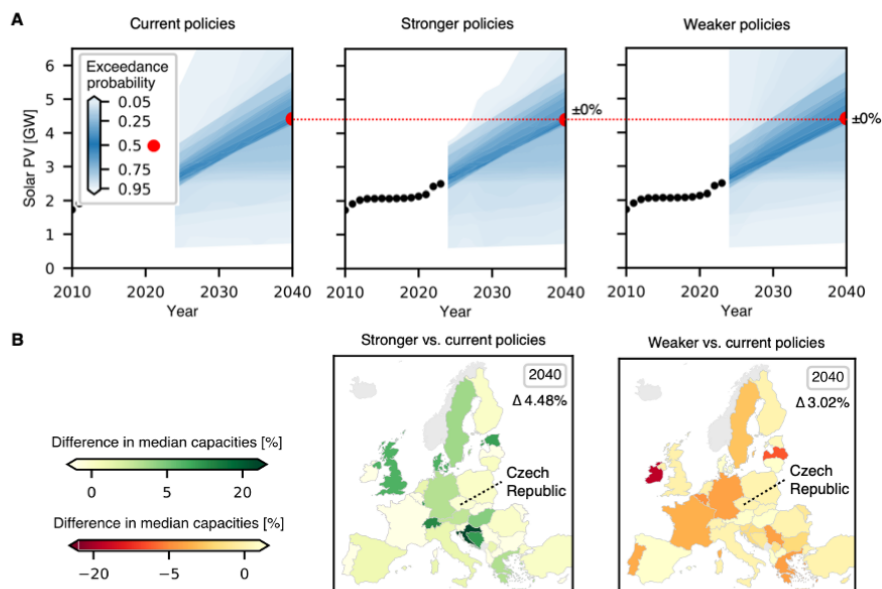 A
Current policies
Stronger policies
Weaker policies
Solar PV [GW]
6
5
4
3
2
1
0
Exceedance
probability
0.05
0.25
0.5
0.75
0.95
±0%
±0%
2010
2020
2030
2040
2010
2020
2030
2040
2010
2020
2030
2040
Year
Year
Year
B
Stronger vs. current policies
Weaker vs. current policies
2040
Δ 4.48%
2040
Δ 3.02%
Czech
Republic
Czech
Republic
Difference in median capacities [%]
0
5
20
Difference in median capacities [%]
−20
−5
0